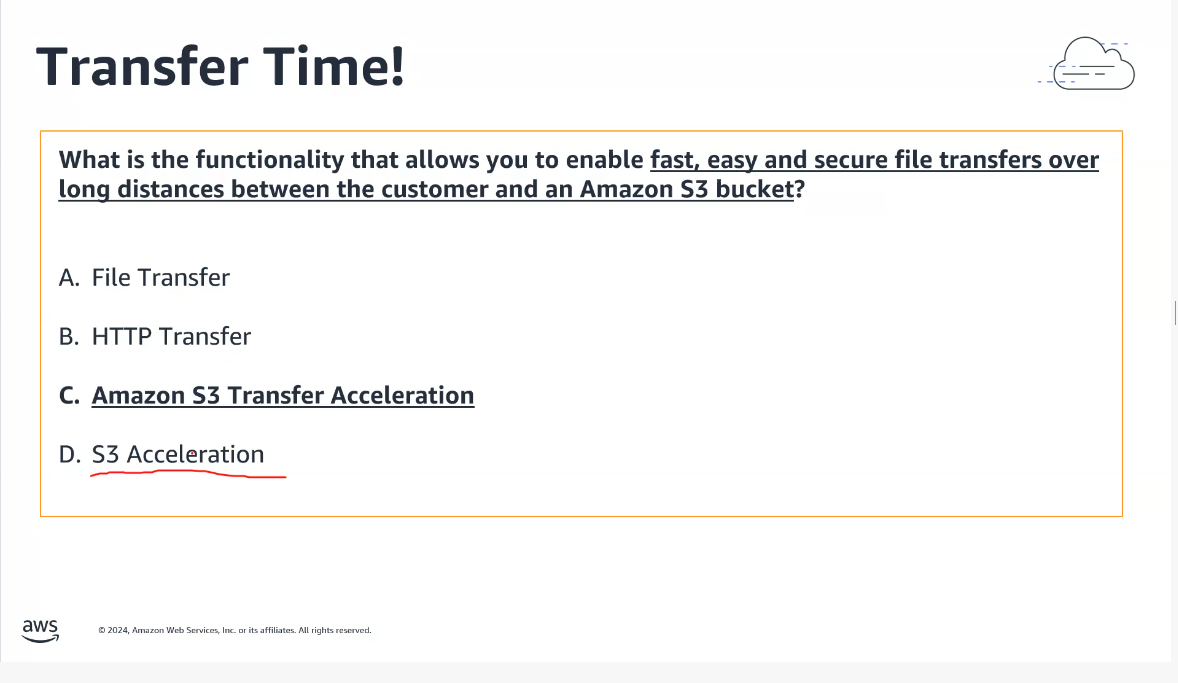 Transfer Time!
What is the functionality that allows you to enable fast, easy and secure file transfers over
long distances between the customer and an Amazon S3 bucket?
A. File Transfer
B. HTTP Transfer
C. Amazon S3 Transfer Acceleration
D. S3 Acceleration
aws
© 2024, Amazon Web Services, Inc. or its affiliates. All rights reserved.